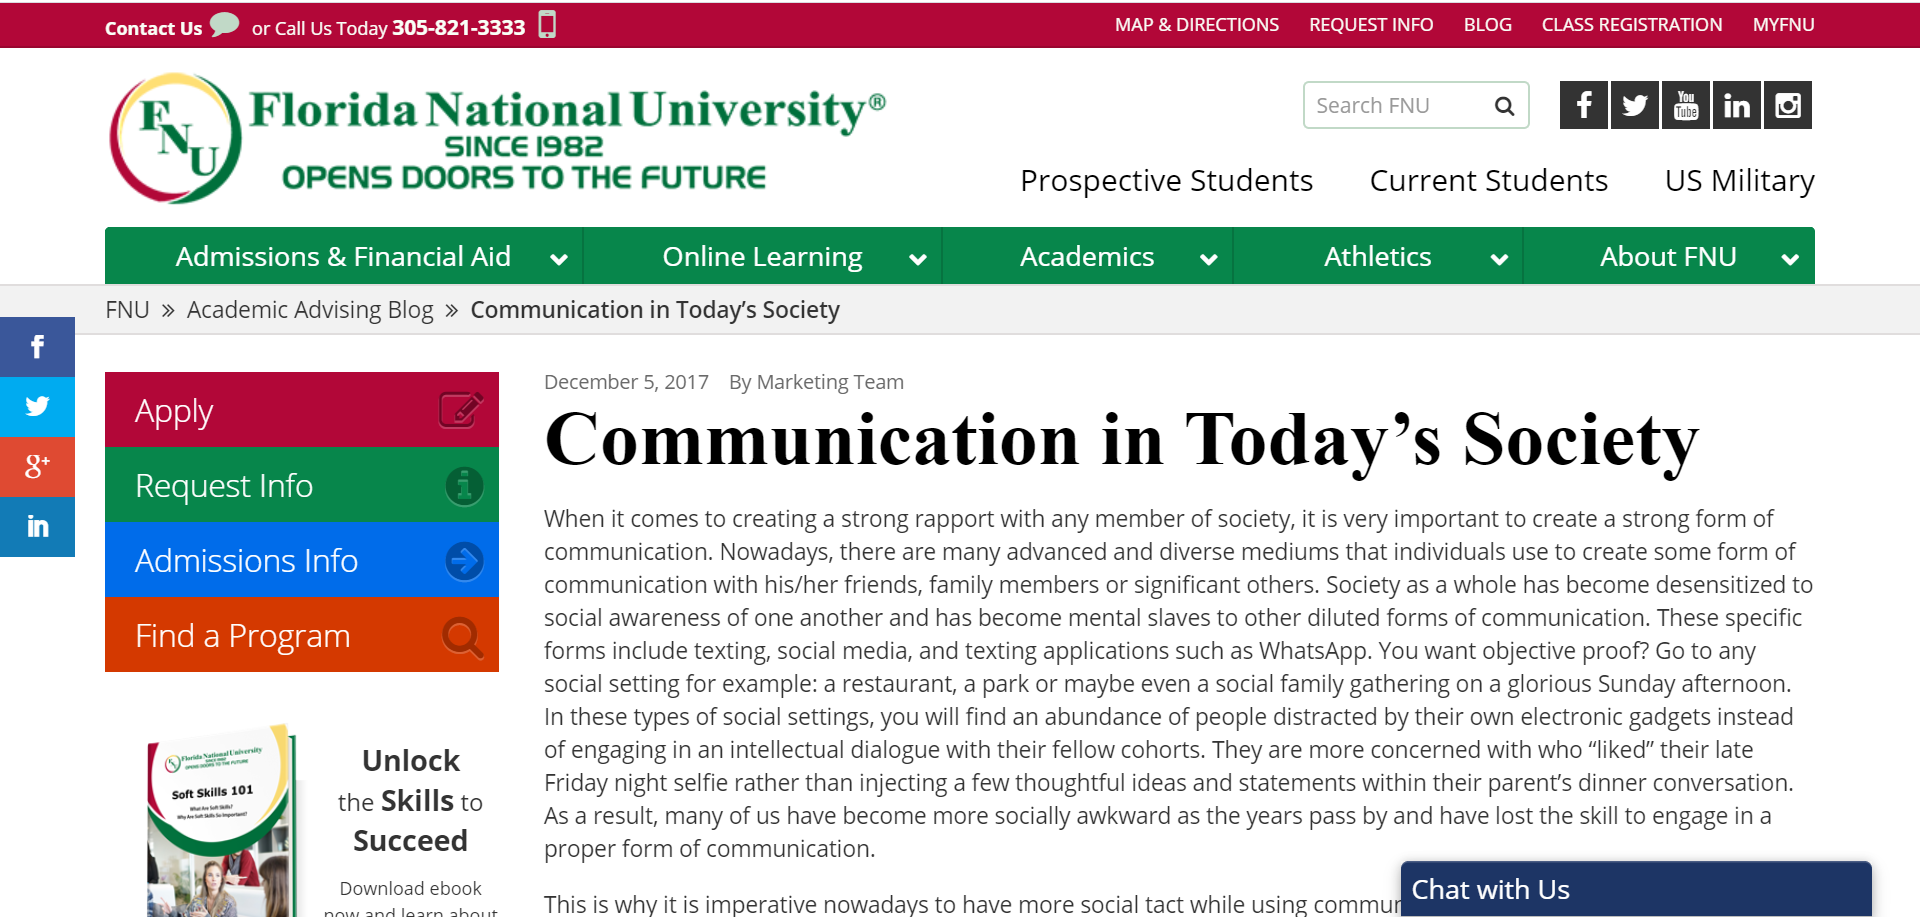 Contact Us or Call Us Today 305-821-3333
MAP & DIRECTIONS REQUEST INFO BLOG CLASS REGISTRATION MYFNU
FNU
Florida National University®
SINCE 1982
OPENS DOORS TO THE FUTURE
Search FNU
You
Tube
Prospective Students Current Students US Military
Admissions & Financial Aid Online Learning Academics Athletics About FNU
FNU » Academic Advising Blog » Communication in Today’s Society
Apply
Request Info
Admissions Info
Find a Program
Florida National University
SINCE 1982
OPENS DOORS TO THE FUTURE
Soft Skills 101
What Are Soft Skills?
Why Are Soft Skills So Important?
Unlock
the Skills to
Succeed
Download ebook
now and learn about
December 5, 2017 By Marketing Team
Communication in Today’s Society
When it comes to creating a strong rapport with any member of society, it is very important to create a strong form of
communication. Nowadays, there are many advanced and diverse mediums that individuals use to create some form of
communication with his/her friends, family members or significant others. Society as a whole has become desensitized to
social awareness of one another and has become mental slaves to other diluted forms of communication. These specific
forms include texting, social media, and texting applications such as WhatsApp. You want objective proof? Go to any
social setting for example: a restaurant, a park or maybe even a social family gathering on a glorious Sunday afternoon.
In these types of social settings, you will find an abundance of people distracted by their own electronic gadgets instead
of engaging in an intellectual dialogue with their fellow cohorts. They are more concerned with who “liked” their late
Friday night selfie rather than injecting a few thoughtful ideas and statements within their parent’s dinner conversation.
As a result, many of us have become more socially awkward as the years pass by and have lost the skill to engage in a
proper form of communication.
This is why it is imperative nowadays to have more social tact while using commun
Chat with Us